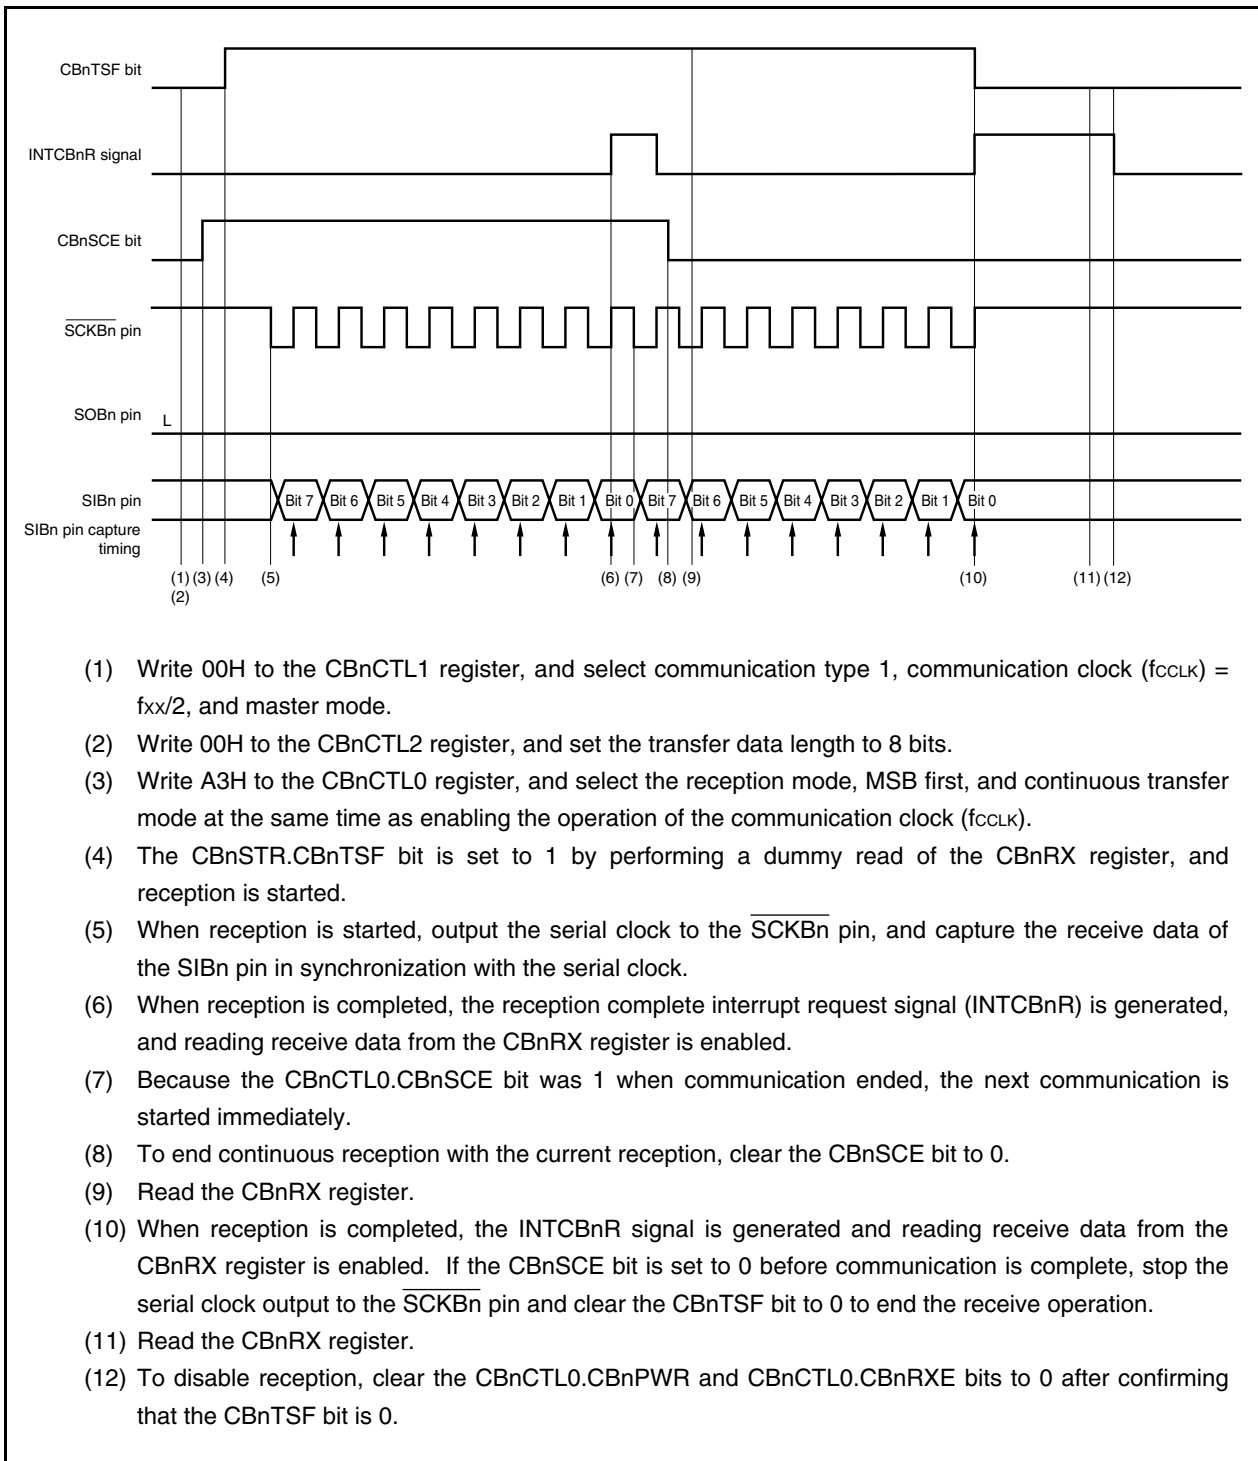 CBnTSF bit
INTCBnR signal
CBnSCE bit
SCKBn pin
SOBn pin L
SIBn pin Bit 7 Bit 6 Bit 5 Bit 4 Bit 3 Bit 2 Bit 1 Bit 0 Bit 7 Bit 6 Bit 5 Bit 4 Bit 3 Bit 2 Bit 1 Bit 0
SIBn pin capture
timing
(1) (3) (4) (5) (6) (7) (8) (9) (10) (11) (12)
(2)
(1) Write 00H to the CBnCTL1 register, and select communication type 1, communication clock (fCCLK) =
fXX/2, and master mode.
(2) Write 00H to the CBnCTL2 register, and set the transfer data length to 8 bits.
(3) Write A3H to the CBnCTL0 register, and select the reception mode, MSB first, and continuous transfer
mode at the same time as enabling the operation of the communication clock (fCCLK).
(4) The CBnSTR.CBnTSF bit is set to 1 by performing a dummy read of the CBnRX register, and
reception is started.
(5) When reception is started, output the serial clock to the SCKBn pin, and capture the receive data of
the SIBn pin in synchronization with the serial clock.
(6) When reception is completed, the reception complete interrupt request signal (INTCBnR) is generated,
and reading receive data from the CBnRX register is enabled.
(7) Because the CBnCTL0.CBnSCE bit was 1 when communication ended, the next communication is
started immediately.
(8) To end continuous reception with the current reception, clear the CBnSCE bit to 0.
(9) Read the CBnRX register.
(10) When reception is completed, the INTCBnR signal is generated and reading receive data from the
CBnRX register is enabled. If the CBnSCE bit is set to 0 before communication is complete, stop the
serial clock output to the SCKBn pin and clear the CBnTSF bit to 0 to end the receive operation.
(11) Read the CBnRX register.
(12) To disable reception, clear the CBnCTL0.CBnPWR and CBnCTL0.CBnRXE bits to 0 after confirming
that the CBnTSF bit is 0.